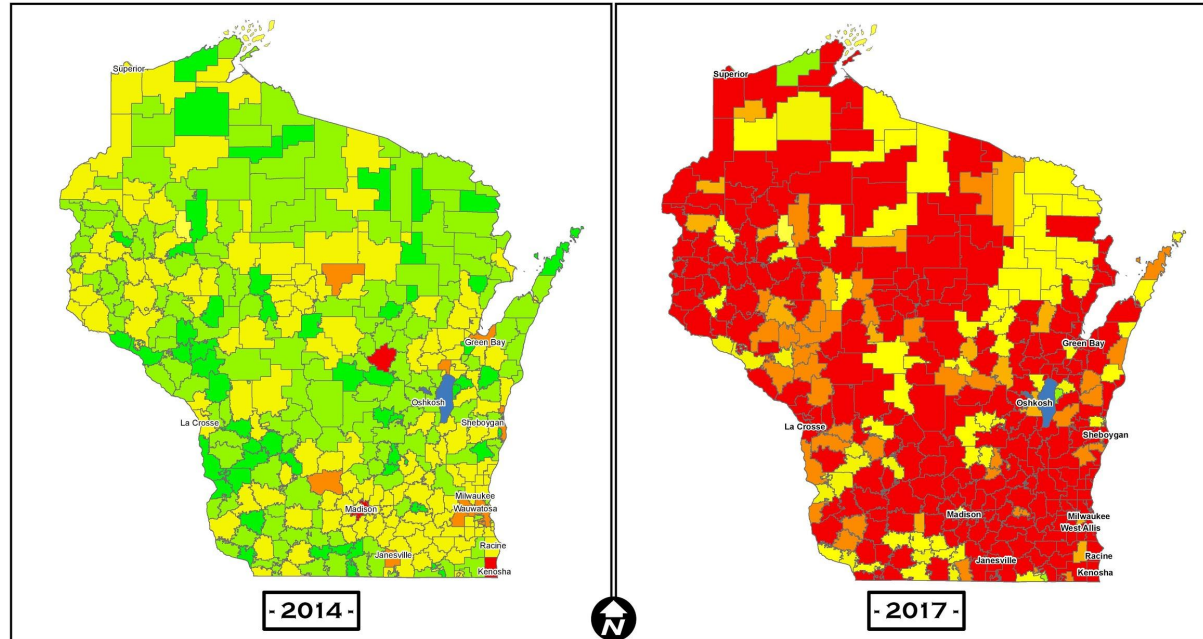 Superior
Green Bay
Oshkosh
La Crosse
Sheboygan
Milwaukee
Wauwatosa
Madison
Janesville
Racine
Kenosha
- 2014 -
N
Superior
Green Bay
Oshkosh
La Crosse
Sheboygan
Madison
Milwaukee
West Allis
Janesville
Racine
Kenosha
- 2017 -